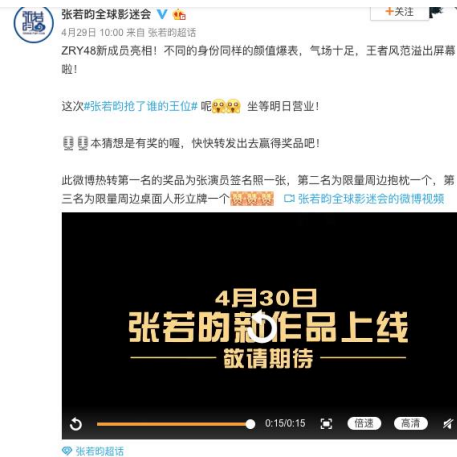 张若昀全球影迷会
+关注
4月29日 10:00 来自 张若昀超话
ZRY48新成员亮相！不同的身份同样的颜值爆表，气场十足，王者风范溢出屏幕
啦！
这次#张若昀抢了谁的王位# 呢 坐等明日营业！
本猜想是有奖的喔，快快转发出去赢得奖品吧！
此微博热转第一名的奖品为张演员签名照一张，第二名为限量周边抱枕一个，第
三名为限量周边桌面人形立牌一个 张若昀全球影迷会的微博视频
4月30日
张若昀新作品上线
敬请期待
0:15/0:15 倍速 高清
张若昀超话